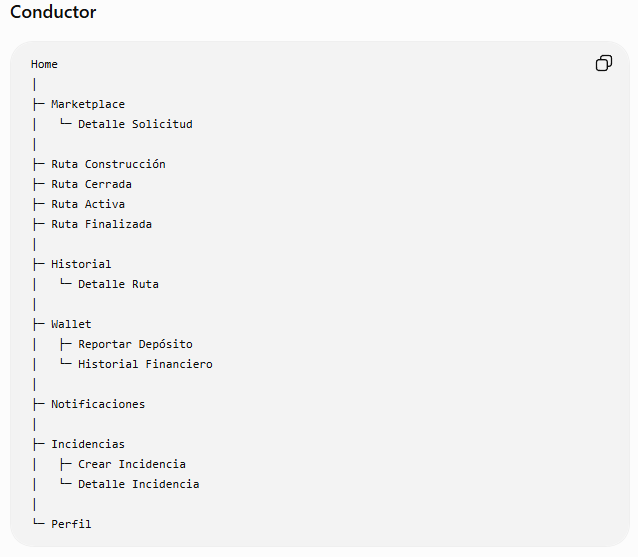 Conductor
Home
│
├─ Marketplace
│   └─ Detalle Solicitud
│
├─ Ruta Construcción
├─ Ruta Cerrada
├─ Ruta Activa
├─ Ruta Finalizada
│
├─ Historial
│   └─ Detalle Ruta
│
├─ Wallet
│   ├─ Reportar Depósito
│   └─ Historial Financiero
│
├─ Notificaciones
│
├─ Incidencias
│   ├─ Crear Incidencia
│   └─ Detalle Incidencia
│
└─ Perfil